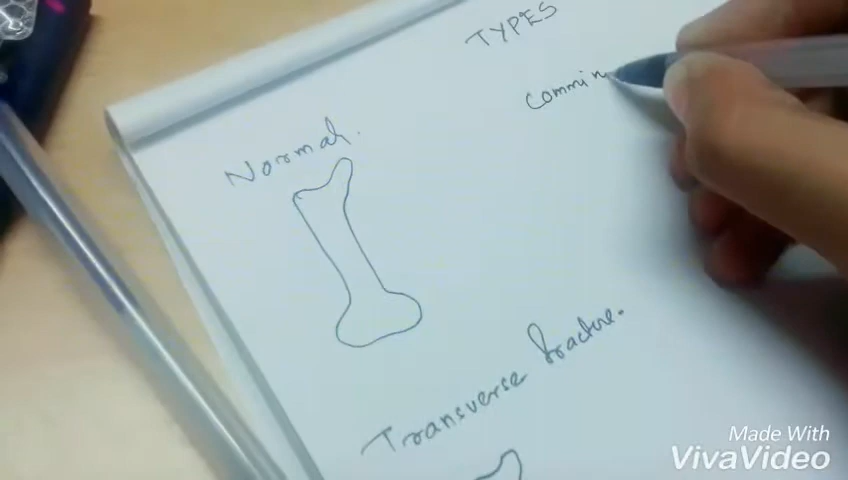 TYPES
Commin
Normal.
Transverse fracture.
Made With
VivaVideo